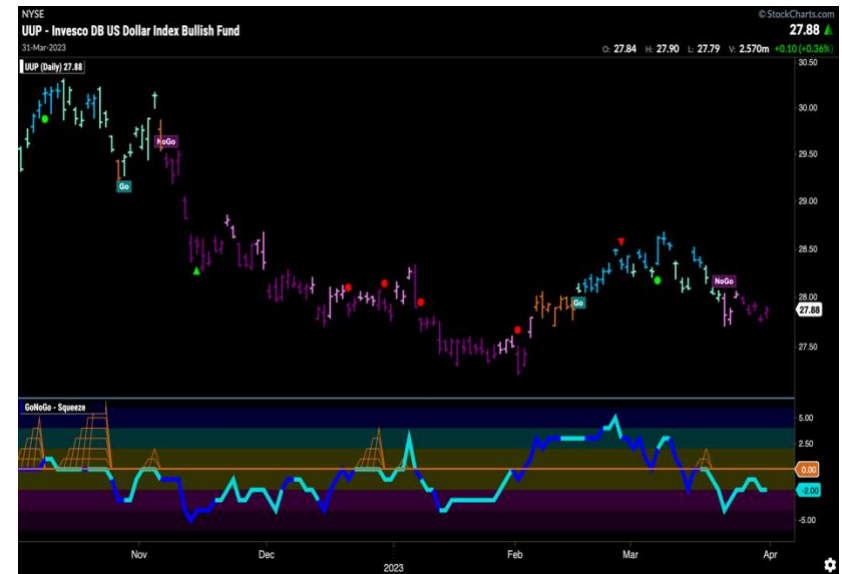 NYSE
© StockCharts.com
UUP - Invesco DB US Dollar Index Bullish Fund
27.88
31-Mar-2023
O: 27.84 H: 27.90 L: 27.79 V: 2.570m +0.10 (+0.36%)
UUP (Daily) 27.88
30.50
30.00
NoGo
29.50
Go
29.00
28.50
NoGo
28.00
Go
27.88
27.50
GoNoGo - Squeeze
5.00
2.50
0.00
-2.00
-5.00
Nov Dec Feb Mar Apr
2023